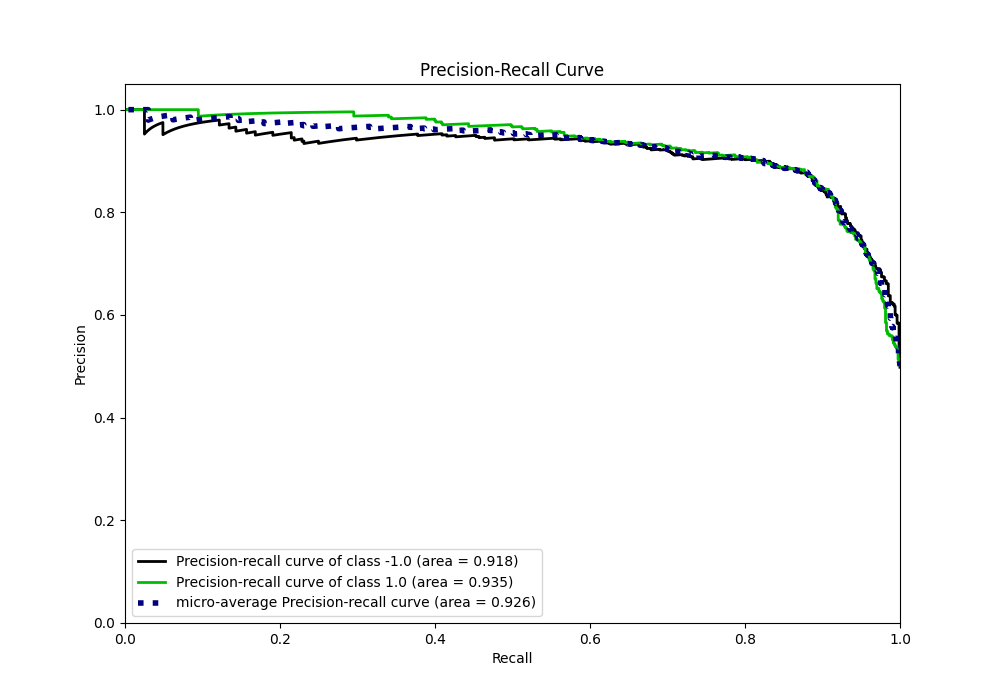 Precision-Recall Curve
1.0
0.8
0.6
0.4
0.2
0.0
Precision
Precision-recall curve of class -1.0 (area = 0.918)
Precision-recall curve of class 1.0 (area = 0.935)
micro-average Precision-recall curve (area = 0.926)
0.0 0.2 0.4 0.6 0.8 1.0
Recall